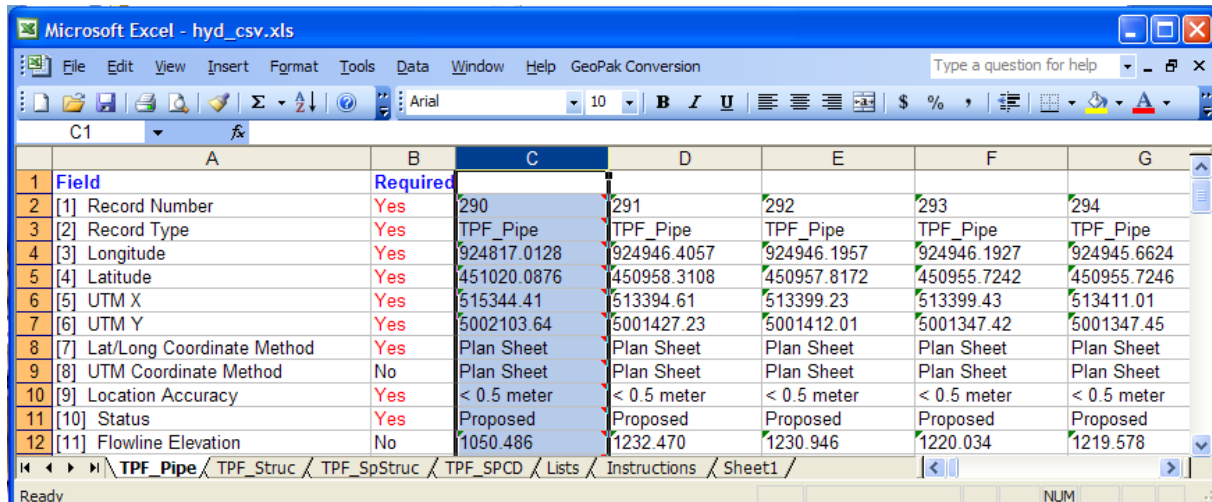 Microsoft Excel - hyd_csv.xls
File Edit View Insert Format Tools Data Window Help GeoPak Conversion Type a question for help
Arial 10 B I U $ % ,
C1 fx
A B C D E F G
1 Field Required
2 [1] Record Number Yes 290 291 292 293 294
3 [2] Record Type Yes TPF_Pipe TPF_Pipe TPF_Pipe TPF_Pipe TPF_Pipe
4 [3] Longitude Yes 924817.0128 924946.4057 924946.1957 924946.1927 924945.6624
5 [4] Latitude Yes 451020.0876 450958.3108 450957.8172 450955.7242 450955.7246
6 [5] UTM X Yes 515344.41 513394.61 513399.23 513399.43 513411.01
7 [6] UTM Y Yes 5002103.64 5001427.23 5001412.01 5001347.42 5001347.45
8 [7] Lat/Long Coordinate Method Yes Plan Sheet Plan Sheet Plan Sheet Plan Sheet Plan Sheet
9 [8] UTM Coordinate Method No Plan Sheet Plan Sheet Plan Sheet Plan Sheet Plan Sheet
10 [9] Location Accuracy Yes < 0.5 meter < 0.5 meter < 0.5 meter < 0.5 meter < 0.5 meter
11 [10] Status Yes Proposed Proposed Proposed Proposed Proposed
12 [11] Flowline Elevation No 1050.486 1232.470 1230.946 1220.034 1219.578
TPF_Pipe TPF_Struc TPF_SpStruc TPF_SPCD Lists Instructions Sheet1
Ready NUM